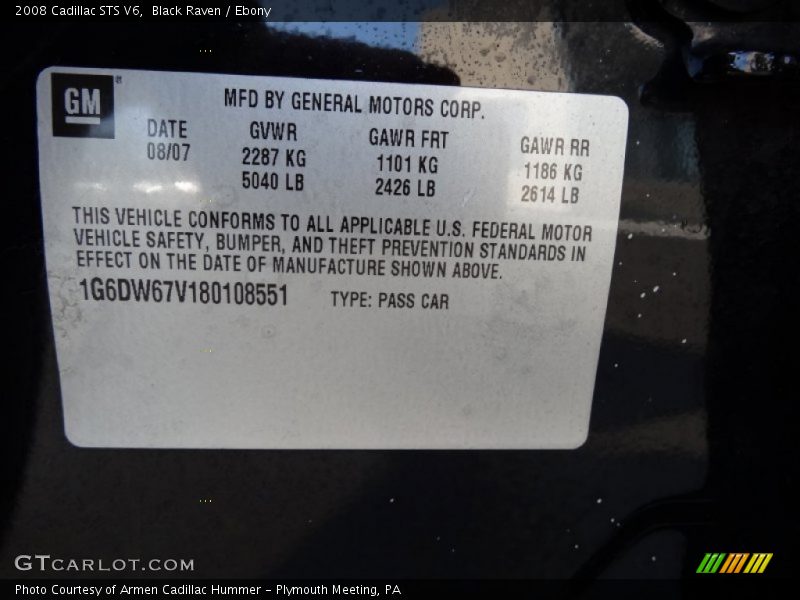 2008 Cadillac STS V6, Black Raven / Ebony
GM®
MFD BY GENERAL MOTORS CORP.
DATE GVWR GAWR FRT GAWR RR
08/07 2287 KG 1101 KG 1186 KG
5040 LB 2426 LB 2614 LB
THIS VEHICLE CONFORMS TO ALL APPLICABLE U.S. FEDERAL MOTOR
VEHICLE SAFETY, BUMPER, AND THEFT PREVENTION STANDARDS IN
EFFECT ON THE DATE OF MANUFACTURE SHOWN ABOVE.
1G6DW67V180108551 TYPE: PASS CAR
GTCARLOT.COM
Photo Courtesy of Armen Cadillac Hummer - Plymouth Meeting, PA